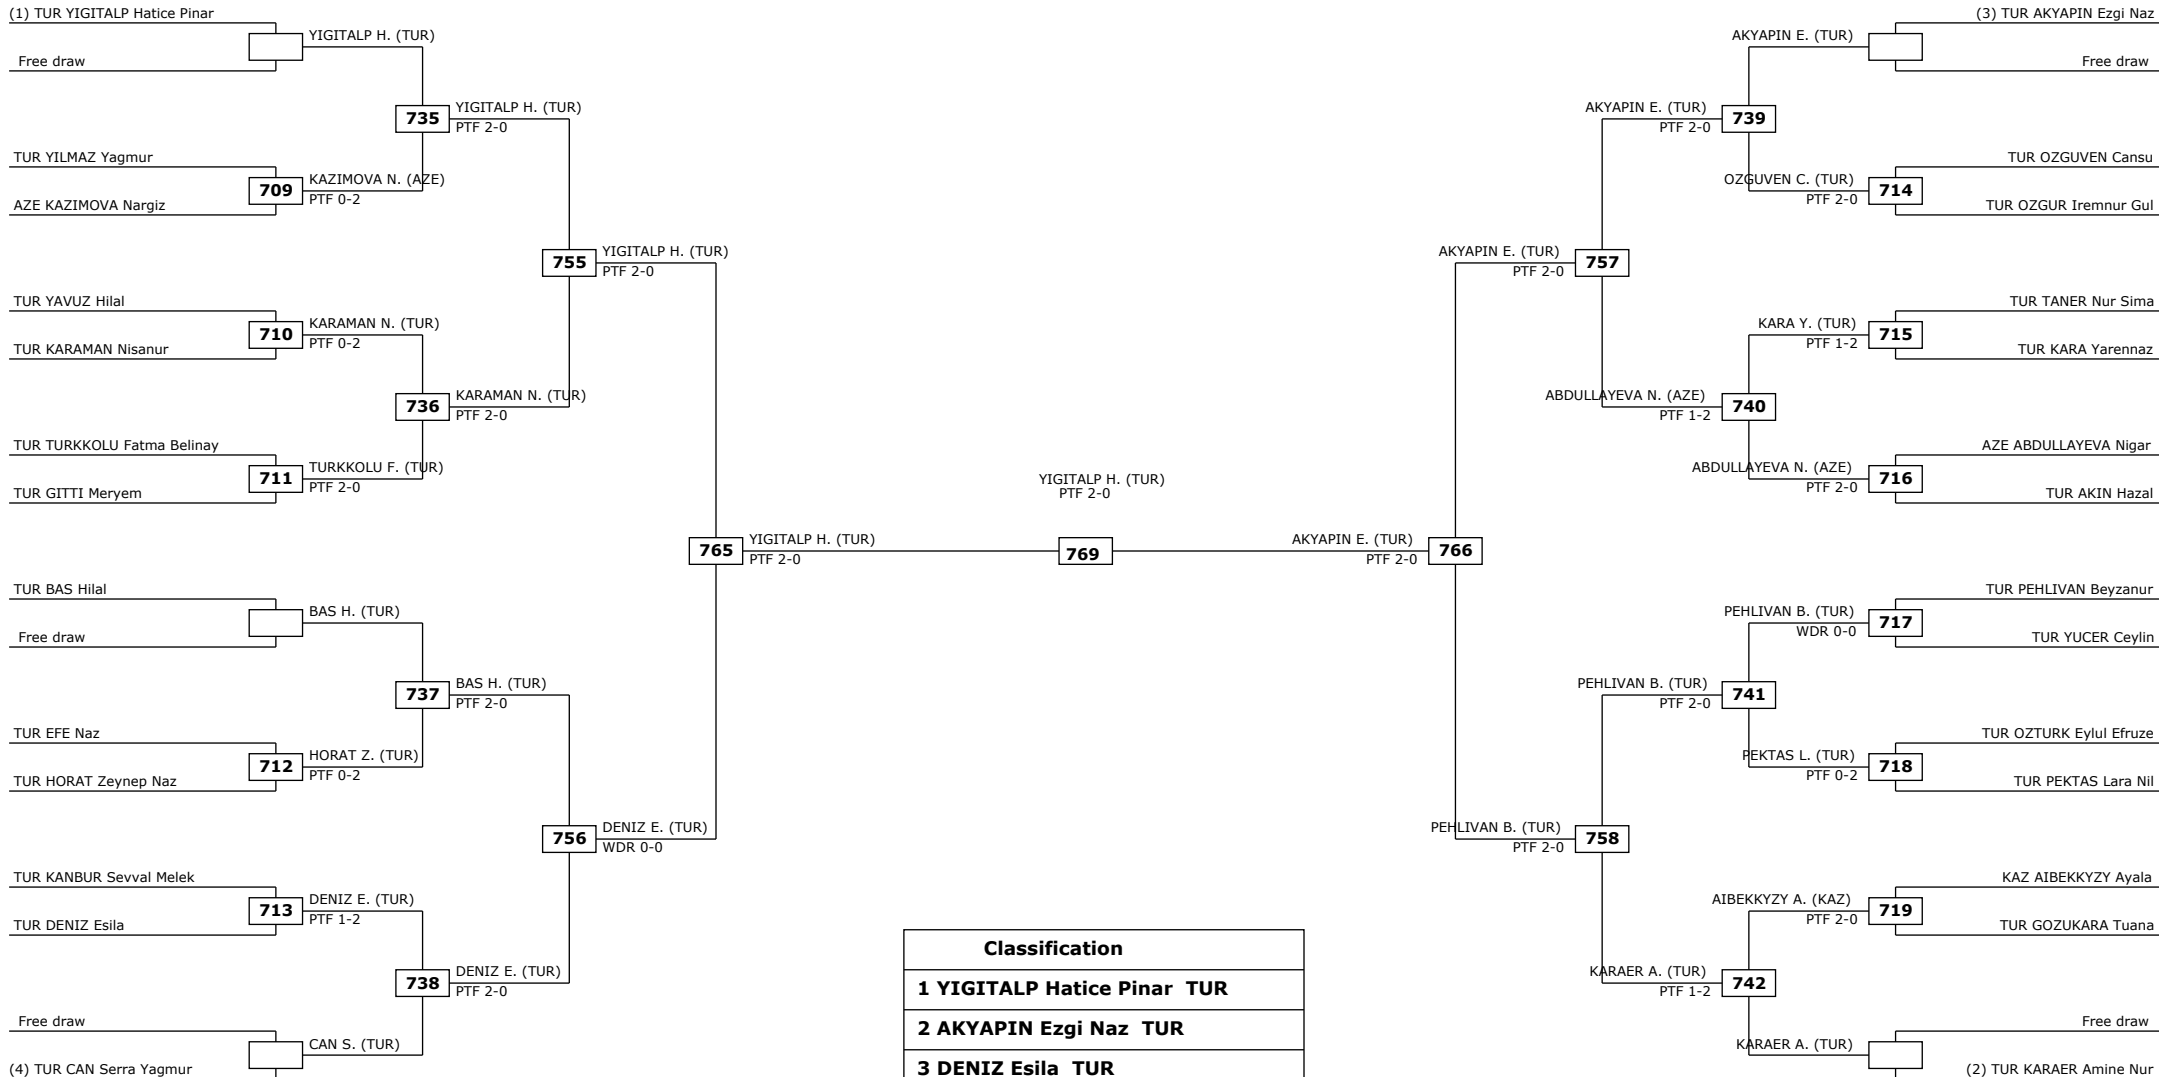 (1) TUR YIGITALP Hatice Pinar
YIGITALP H. (TUR)
Free draw
735
YIGITALP H. (TUR)
PTF 2-0
TUR YILMAZ Yagmur
709
KAZIMOVA N. (AZE)
PTF 0-2
AZE KAZIMOVA Nargiz
755
YIGITALP H. (TUR)
PTF 2-0
TUR YAVUZ Hilal
710
KARAMAN N. (TUR)
PTF 0-2
TUR KARAMAN Nisanur
736
KARAMAN N. (TUR)
PTF 2-0
TUR TURKKOLU Fatma Belinay
711
TURKKOLU F. (TUR)
PTF 2-0
TUR GITTI Meryem
765
YIGITALP H. (TUR)
PTF 2-0
TUR BAS Hilal
BAS H. (TUR)
Free draw
737
BAS H. (TUR)
PTF 2-0
TUR EFE Naz
712
HORAT Z. (TUR)
PTF 0-2
TUR HORAT Zeynep Naz
756
DENIZ E. (TUR)
WDR 0-0
TUR KANBUR Sevval Melek
713
DENIZ E. (TUR)
PTF 1-2
TUR DENIZ Esila
738
DENIZ E. (TUR)
PTF 2-0
Free draw
CAN S. (TUR)
(4) TUR CAN Serra Yagmur
YIGITALP H. (TUR)
PTF 2-0
769
Classification
1 YIGITALP Hatice Pinar TUR
2 AKYAPIN Ezgi Naz TUR
3 DENIZ Esila TUR
(3) TUR AKYAPIN Ezgi Naz
AKYAPIN E. (TUR)
Free draw
AKYAPIN E. (TUR)
PTF 2-0
739
TUR OZGUVEN Cansu
OZGUVEN C. (TUR)
PTF 2-0
714
TUR OZGUR Iremnur Gul
AKYAPIN E. (TUR)
PTF 2-0
757
TUR TANER Nur Sima
KARA Y. (TUR)
PTF 1-2
715
TUR KARA Yarennaz
ABDULLAYEVA N. (AZE)
PTF 1-2
740
AZE ABDULLAYEVA Nigar
ABDULLAYEVA N. (AZE)
PTF 2-0
716
TUR AKIN Hazal
AKYAPIN E. (TUR)
PTF 2-0
766
TUR PEHLIVAN Beyzanur
PEHLIVAN B. (TUR)
WDR 0-0
717
TUR YUCER Ceylin
PEHLIVAN B. (TUR)
PTF 2-0
741
TUR OZTURK Eylul Efruze
PEKTAS L. (TUR)
PTF 0-2
718
TUR PEKTAS Lara Nil
PEHLIVAN B. (TUR)
PTF 2-0
758
KAZ AIBEKKYZY Ayala
AIBEKKYZY A. (KAZ)
PTF 2-0
719
TUR GOZUKARA Tuana
KARAER A. (TUR)
PTF 1-2
742
Free draw
KARAER A. (TUR)
(2) TUR KARAER Amine Nur